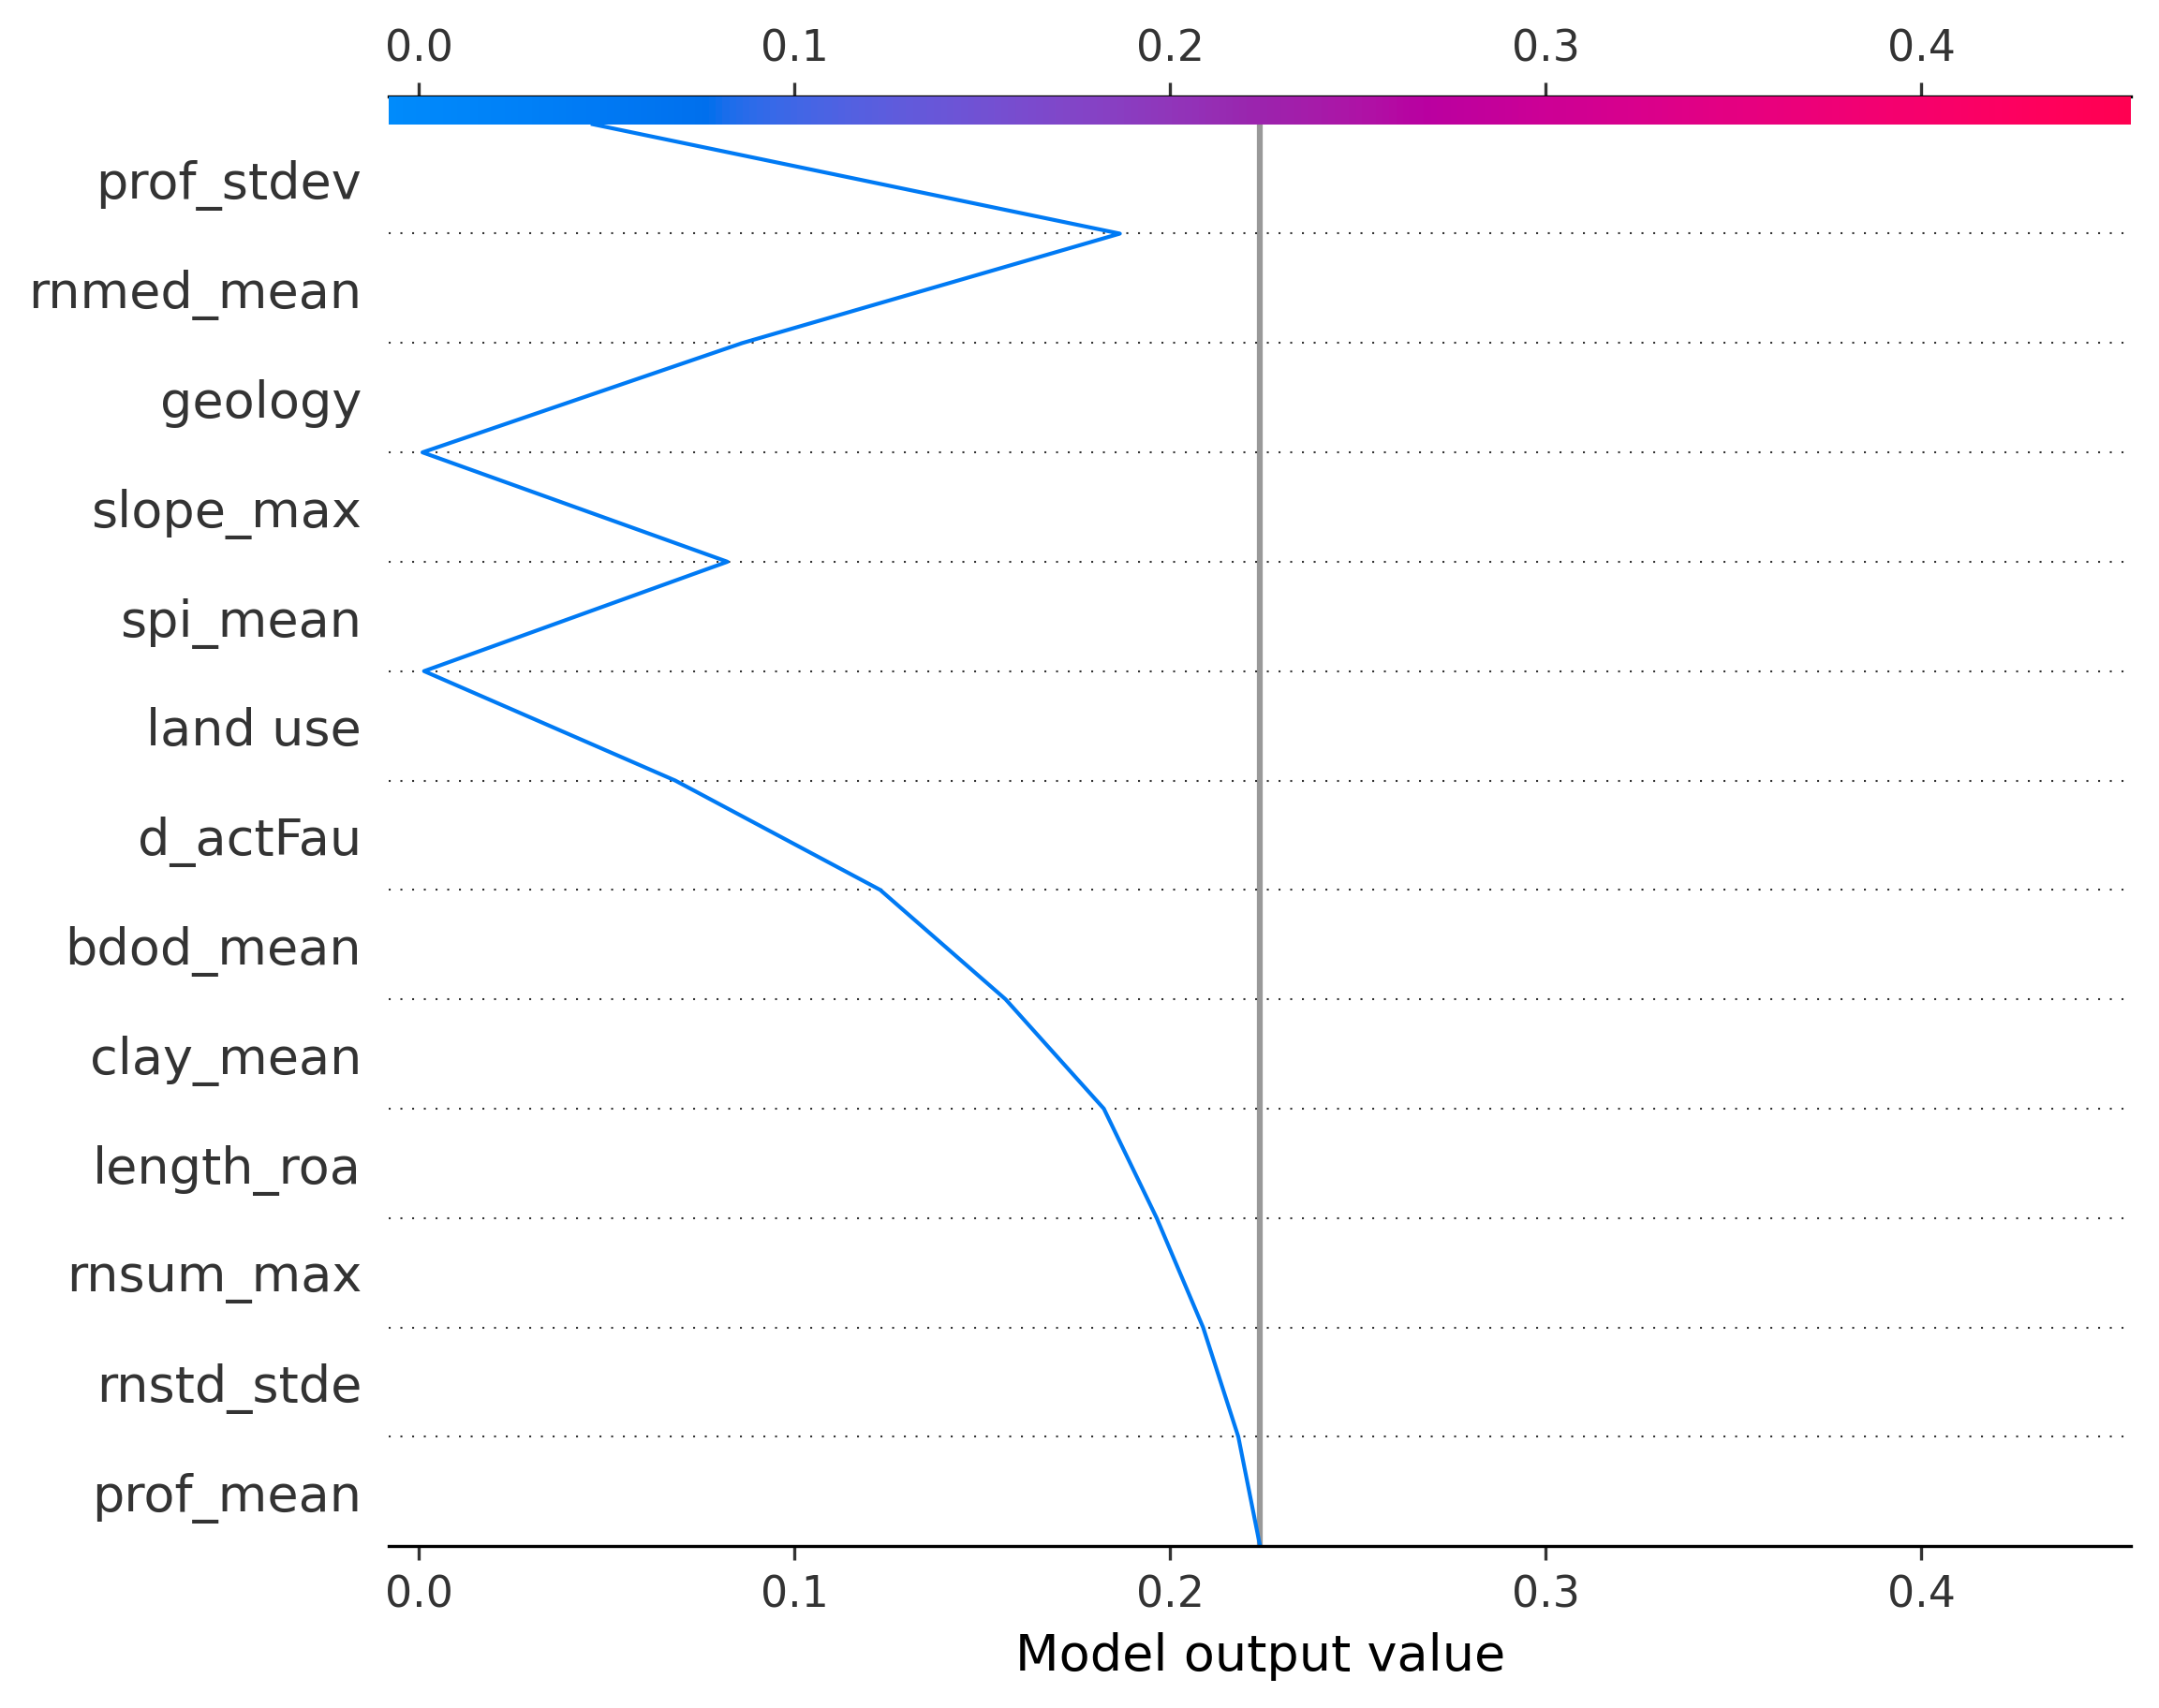 0.0 0.1 0.2 0.3 0.4
prof_stdev
rnmed_mean
geology
slope_max
spi_mean
land use
d_actFau
bdod_mean
clay_mean
length_roa
rnsum_max
rnstd_stde
prof_mean
0.0 0.1 0.2 0.3 0.4
Model output value